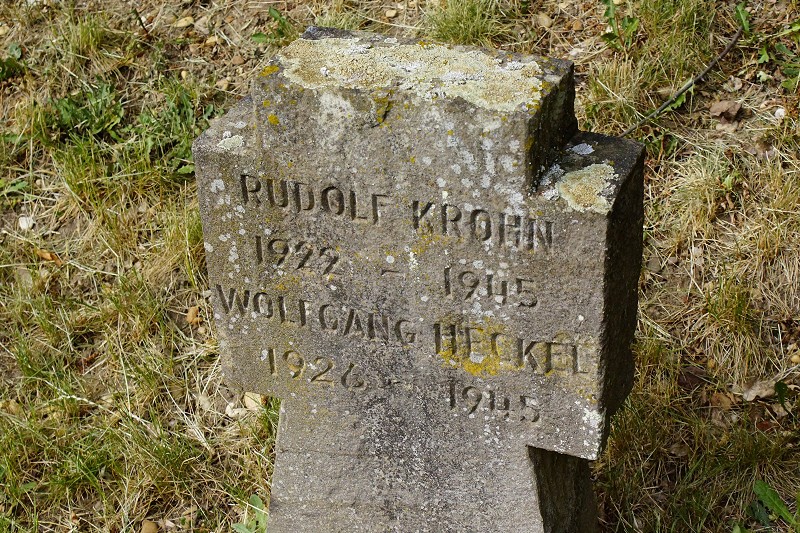 RUDOLF KROHN
1922 - 1945
WOLFGANG HECKEL
1926 - 1945